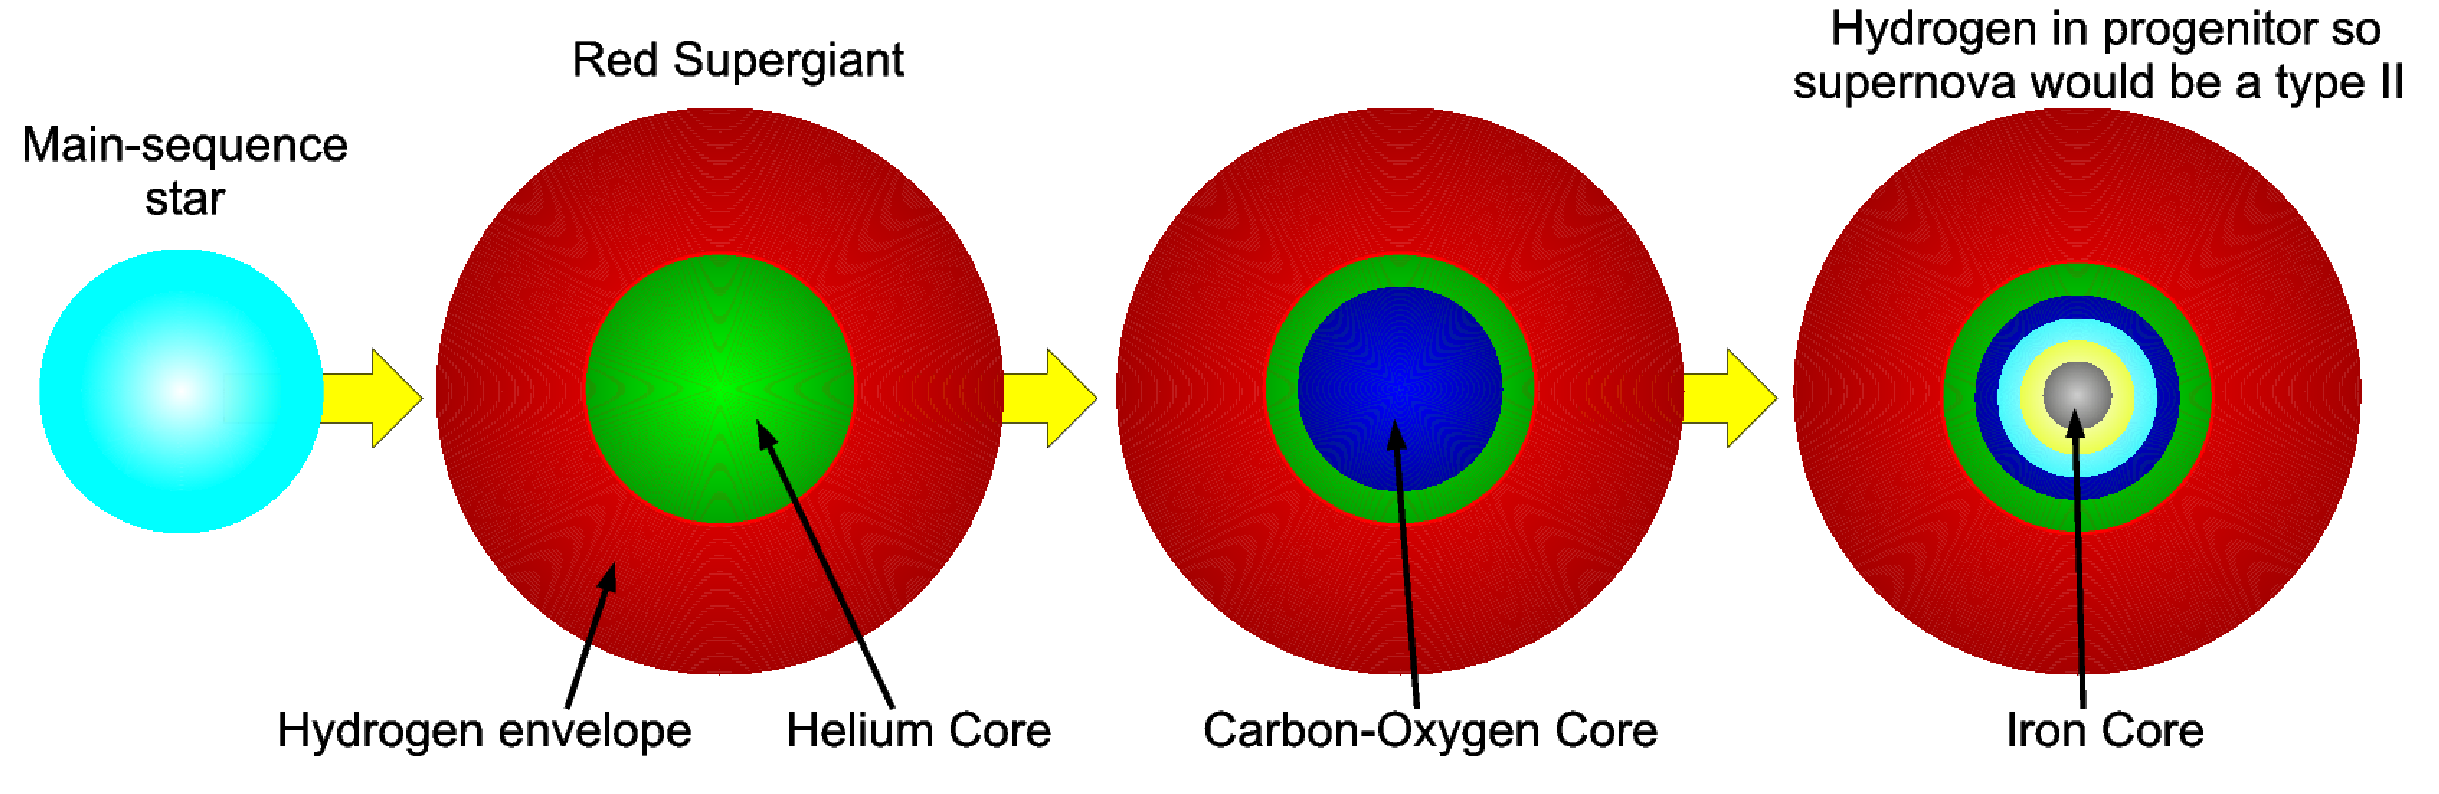 Main-sequence
star
Red Supergiant
Hydrogen in progenitor so
supernova would be a type II
Hydrogen envelope
Helium Core
Carbon-Oxygen Core
Iron Core